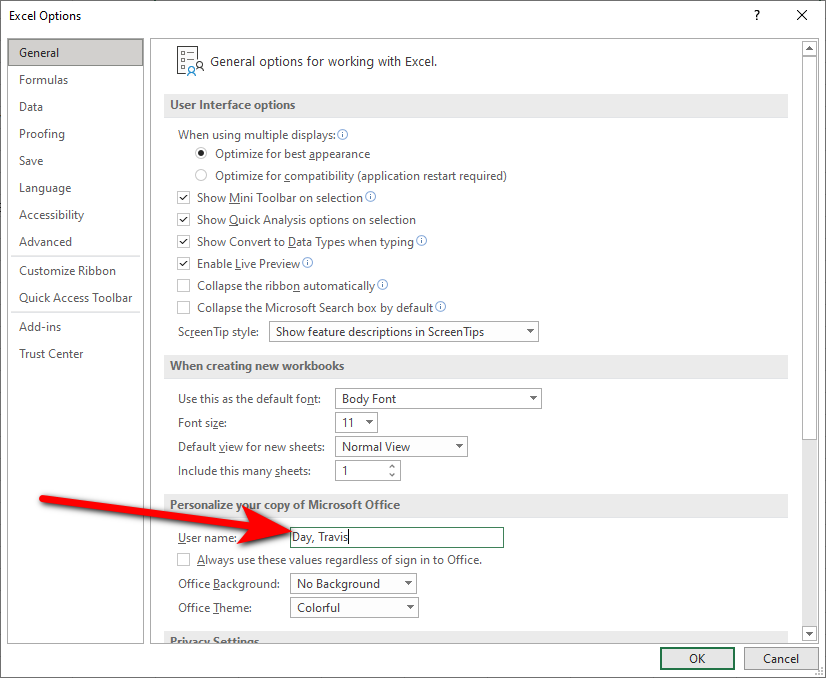 Excel Options
?
General
Formulas
Data
Proofing
Save
Language
Accessibility
Advanced
Customize Ribbon
Quick Access Toolbar
Add-ins
Trust Center
General options for working with Excel.
User Interface options
When using multiple displays:
Optimize for best appearance
Optimize for compatibility (application restart required)
Show Mini Toolbar on selection
Show Quick Analysis options on selection
Show Convert to Data Types when typing
Enable Live Preview
Collapse the ribbon automatically
Collapse the Microsoft Search box by default
ScreenTip style: Show feature descriptions in ScreenTips
When creating new workbooks
Use this as the default font: Body Font
Font size: 11
Default view for new sheets: Normal View
Include this many sheets: 1
Personalize your copy of Microsoft Office
User name: Day, Travis
Always use these values regardless of sign in to Office.
Office Background: No Background
Office Theme: Colorful
Privacy Settings
OK Cancel